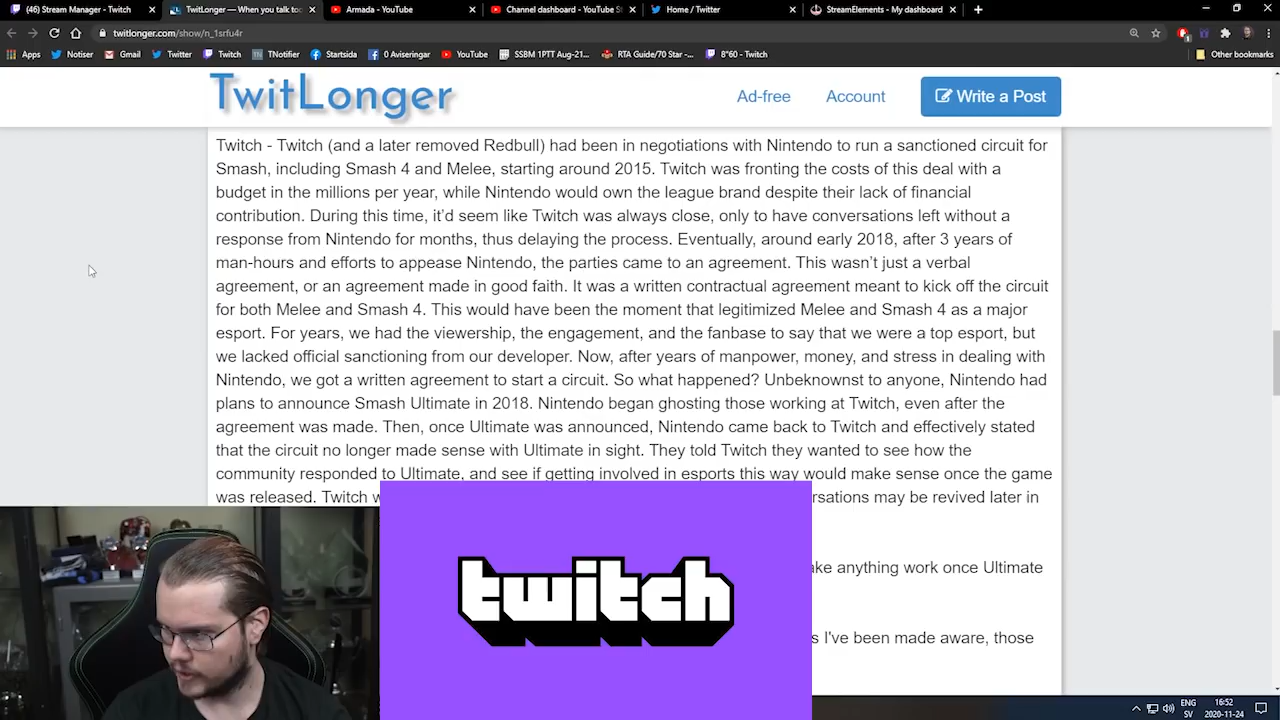 (46) Stream Manager - Twitch
TwitLonger — When you talk too
Armada - YouTube
Channel dashboard - YouTube S
Home / Twitter
StreamElements - My dashboard
twitlonger.com/show/n_1srfu4r
Apps
Notiser
Gmail
Twitter
Twitch
TNotifier
Startsida
0 Aviseringar
YouTube
SSBM 1PTT Aug-21...
RTA Guide/70 Star -...
8"60 - Twitch
Other bookmarks
TwitLonger
Ad-free
Account
Write a Post
Twitch - Twitch (and a later removed Redbull) had been in negotiations with Nintendo to run a sanctioned circuit for
Smash, including Smash 4 and Melee, starting around 2015. Twitch was fronting the costs of this deal with a
budget in the millions per year, while Nintendo would own the league brand despite their lack of financial
contribution. During this time, it’d seem like Twitch was always close, only to have conversations left without a
response from Nintendo for months, thus delaying the process. Eventually, around early 2018, after 3 years of
man-hours and efforts to appease Nintendo, the parties came to an agreement. This wasn’t just a verbal
agreement, or an agreement made in good faith. It was a written contractual agreement meant to kick off the circuit
for both Melee and Smash 4. This would have been the moment that legitimized Melee and Smash 4 as a major
esport. For years, we had the viewership, the engagement, and the fanbase to say that we were a top esport, but
we lacked official sanctioning from our developer. Now, after years of manpower, money, and stress in dealing with
Nintendo, we got a written agreement to start a circuit. So what happened? Unbeknownst to anyone, Nintendo had
plans to announce Smash Ultimate in 2018. Nintendo began ghosting those working at Twitch, even after the
agreement was made. Then, once Ultimate was announced, Nintendo came back to Twitch and effectively stated
that the circuit no longer made sense with Ultimate in sight. They told Twitch they wanted to see how the
community responded to Ultimate, and see if getting involved in esports this way would make sense once the game
was released. Twitch w
ersations may be revived later in
ake anything work once Ultimate
s I've been made aware, those
twitch
ENG
SV
16:52
2020-11-24